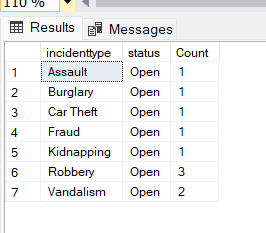 110 %
Results Messages
incidenttype status Count
1 Assault Open 1
2 Burglary Open 1
3 Car Theft Open 1
4 Fraud Open 1
5 Kidnapping Open 1
6 Robbery Open 3
7 Vandalism Open 2